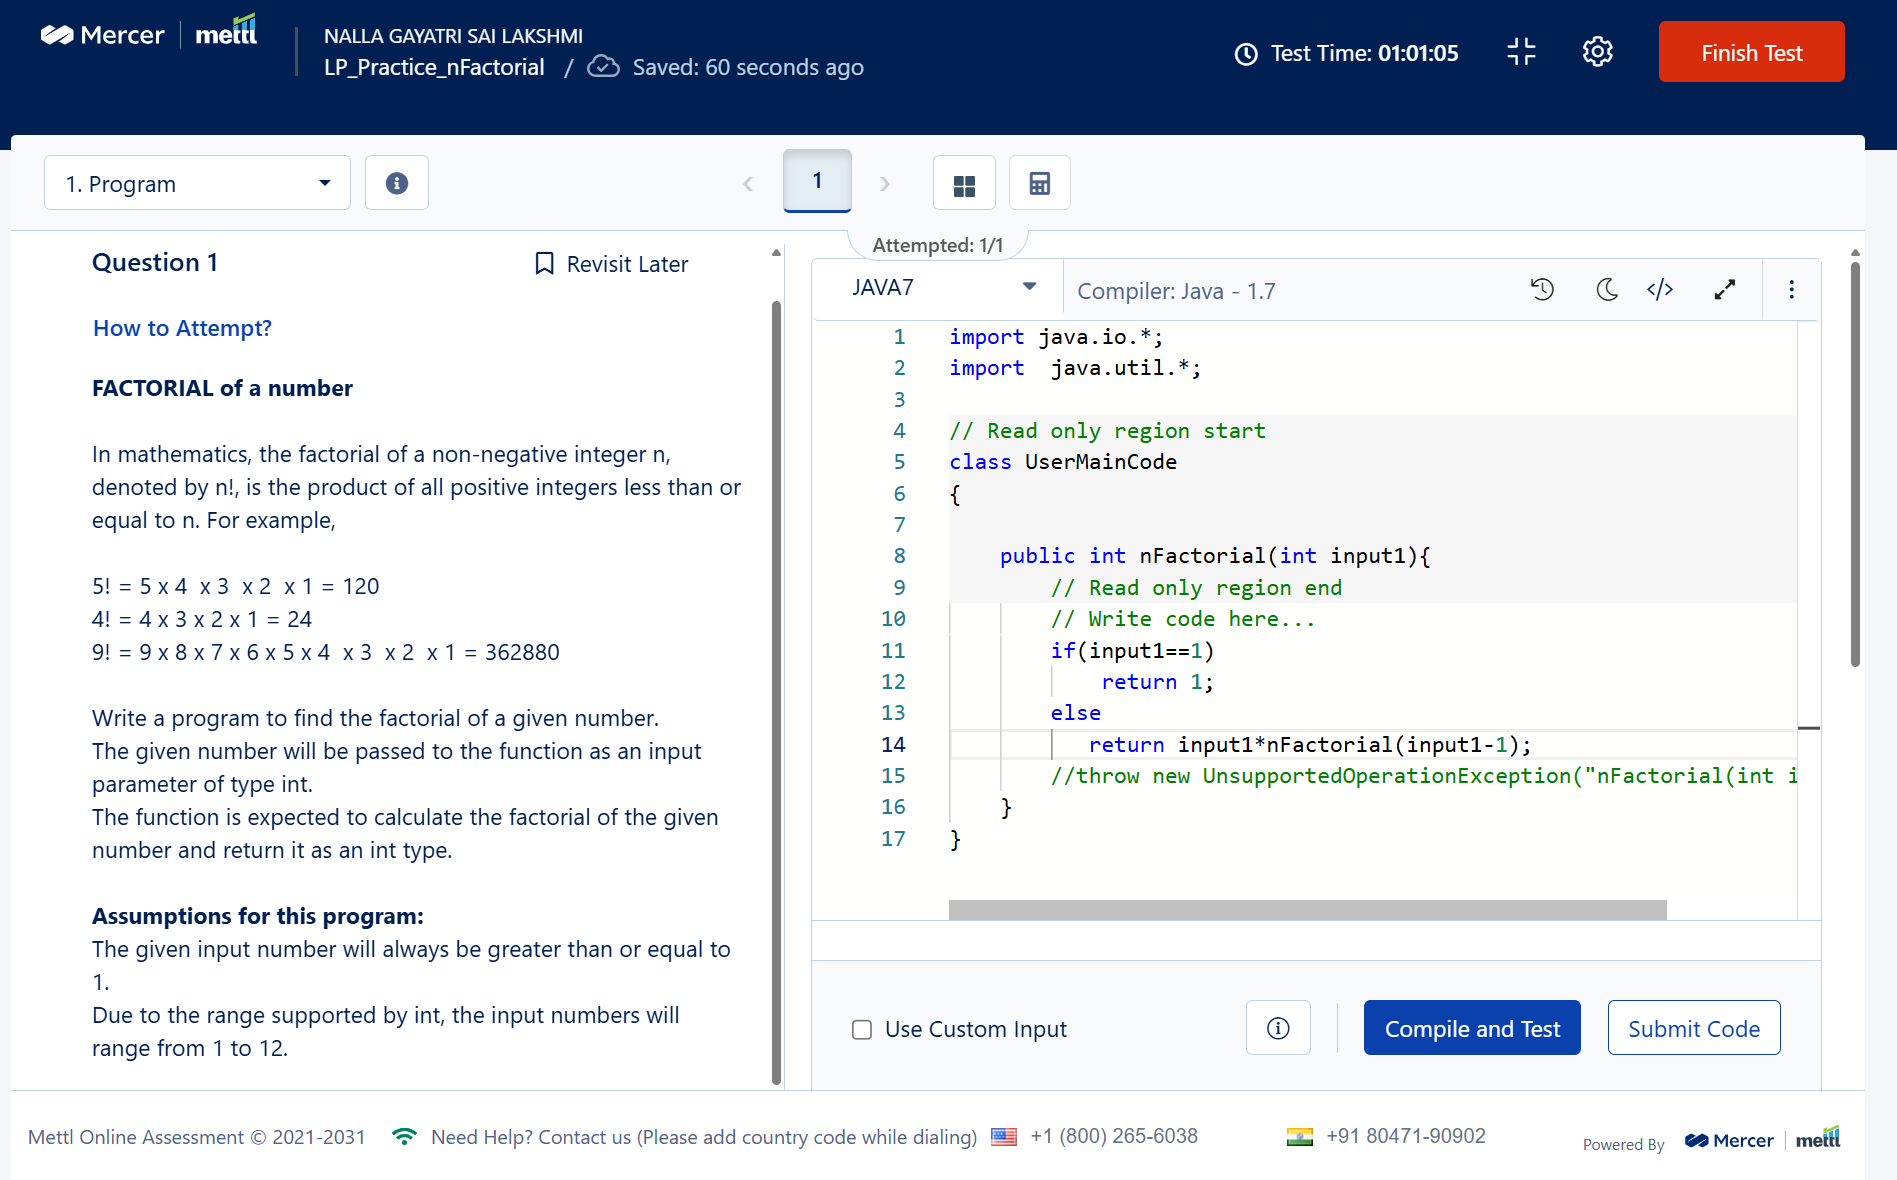 Mercer | mettl
NALLA GAYATRI SAI LAKSHMI
LP_Practice_nFactorial / Saved: 60 seconds ago
Test Time: 01:01:05
Finish Test
1. Program
1
Attempted: 1/1
Question 1
Revisit Later
How to Attempt?
FACTORIAL of a number
In mathematics, the factorial of a non-negative integer n,
denoted by n!, is the product of all positive integers less than or
equal to n. For example,
5! = 5 x 4  x 3  x 2  x 1 = 120
4! = 4 x 3 x 2 x 1 = 24
9! = 9 x 8 x 7 x 6 x 5 x 4  x 3  x 2  x 1 = 362880
Write a program to find the factorial of a given number.
The given number will be passed to the function as an input
parameter of type int.
The function is expected to calculate the factorial of the given
number and return it as an int type.
Assumptions for this program:
The given input number will always be greater than or equal to
1.
Due to the range supported by int, the input numbers will
range from 1 to 12.
JAVA7
Compiler: Java - 1.7
1 import java.io.*;
2 import  java.util.*;
3
4 // Read only region start
5 class UserMainCode
6 {
7
8     public int nFactorial(int input1){
9         // Read only region end
10         // Write code here...
11         if(input1==1)
12             return 1;
13         else
14            return input1*nFactorial(input1-1);
15         //throw new UnsupportedOperationException("nFactorial(int i
16     }
17 }
Use Custom Input
Compile and Test
Submit Code
Mettl Online Assessment © 2021-2031
Need Help? Contact us (Please add country code while dialing)
+1 (800) 265-6038
+91 80471-90902
Powered By
Mercer | mettl